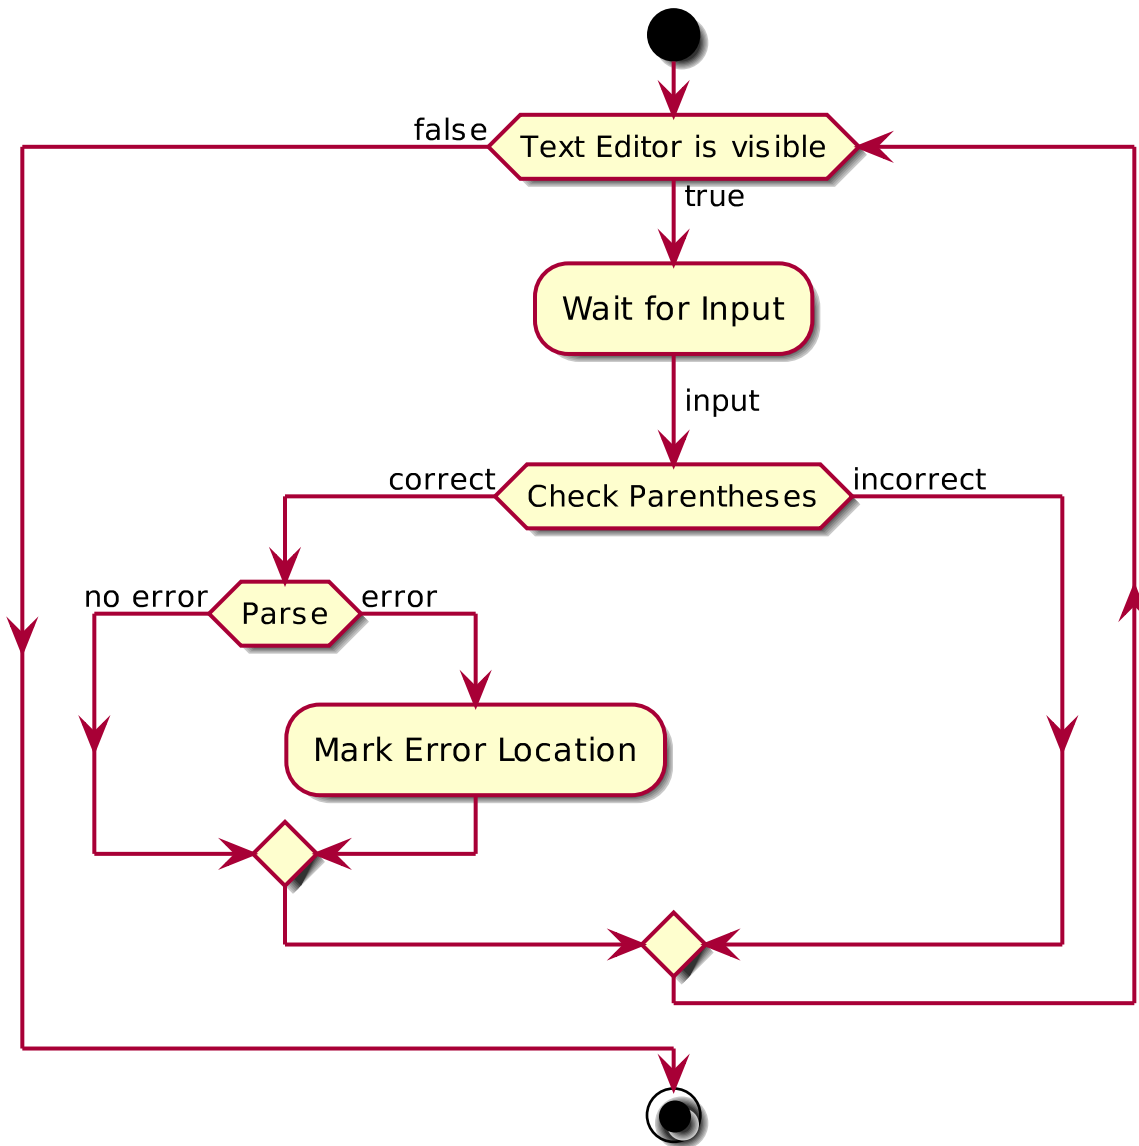 false
Text Editor is visible
true
Wait for Input
input
correct
Check Parentheses
incorrect
no error
Parse
error
Mark Error Location